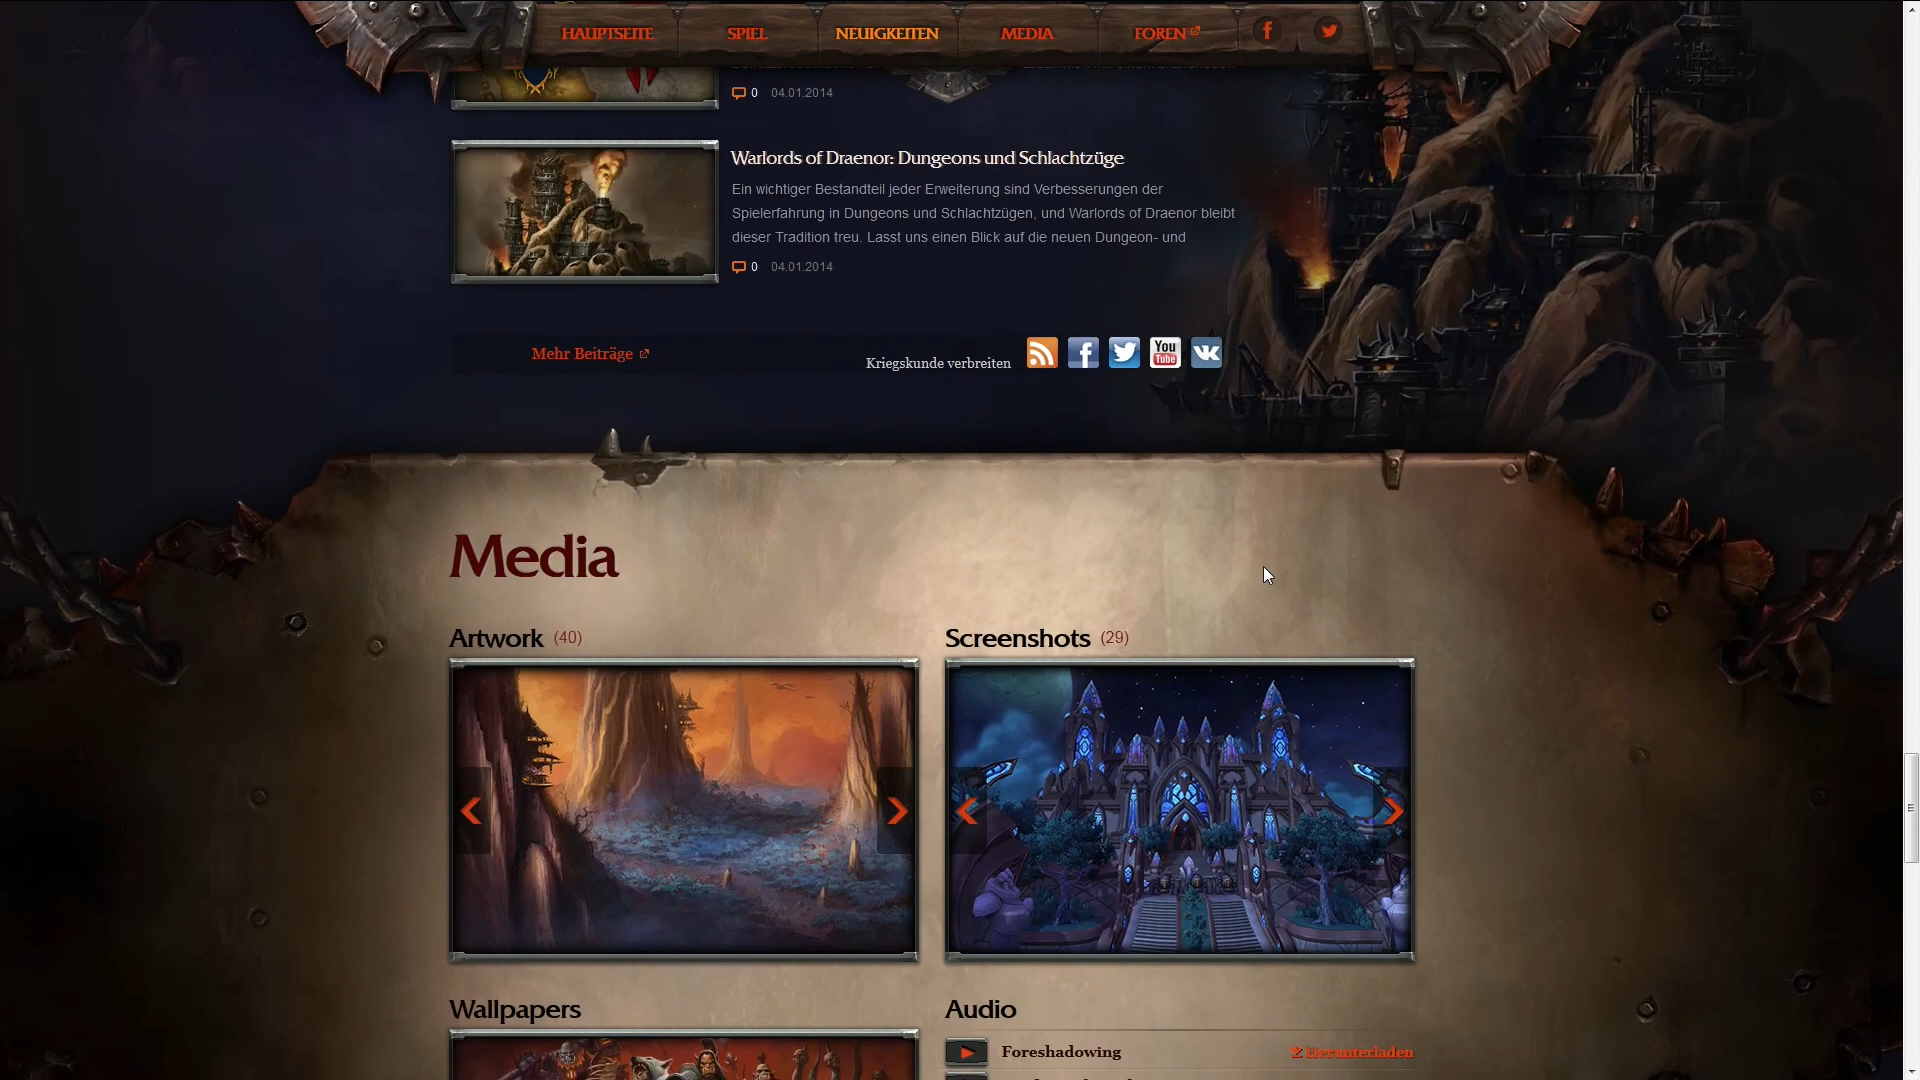 HAUPTSEITE SPIEL NEUIGKEITEN MEDIA FOREN
0 04.01.2014
Warlords of Draenor: Dungeons und Schlachtzüge
Ein wichtiger Bestandteil jeder Erweiterung sind Verbesserungen der
Spielerfahrung in Dungeons und Schlachtzügen, und Warlords of Draenor bleibt
dieser Tradition treu. Lasst uns einen Blick auf die neuen Dungeon- und
0 04.01.2014
Mehr Beiträge
Kriegskunde verbreiten
You Tube
Media
Artwork (40)
Screenshots (29)
Wallpapers
Audio
Foreshadowing Herunterladen